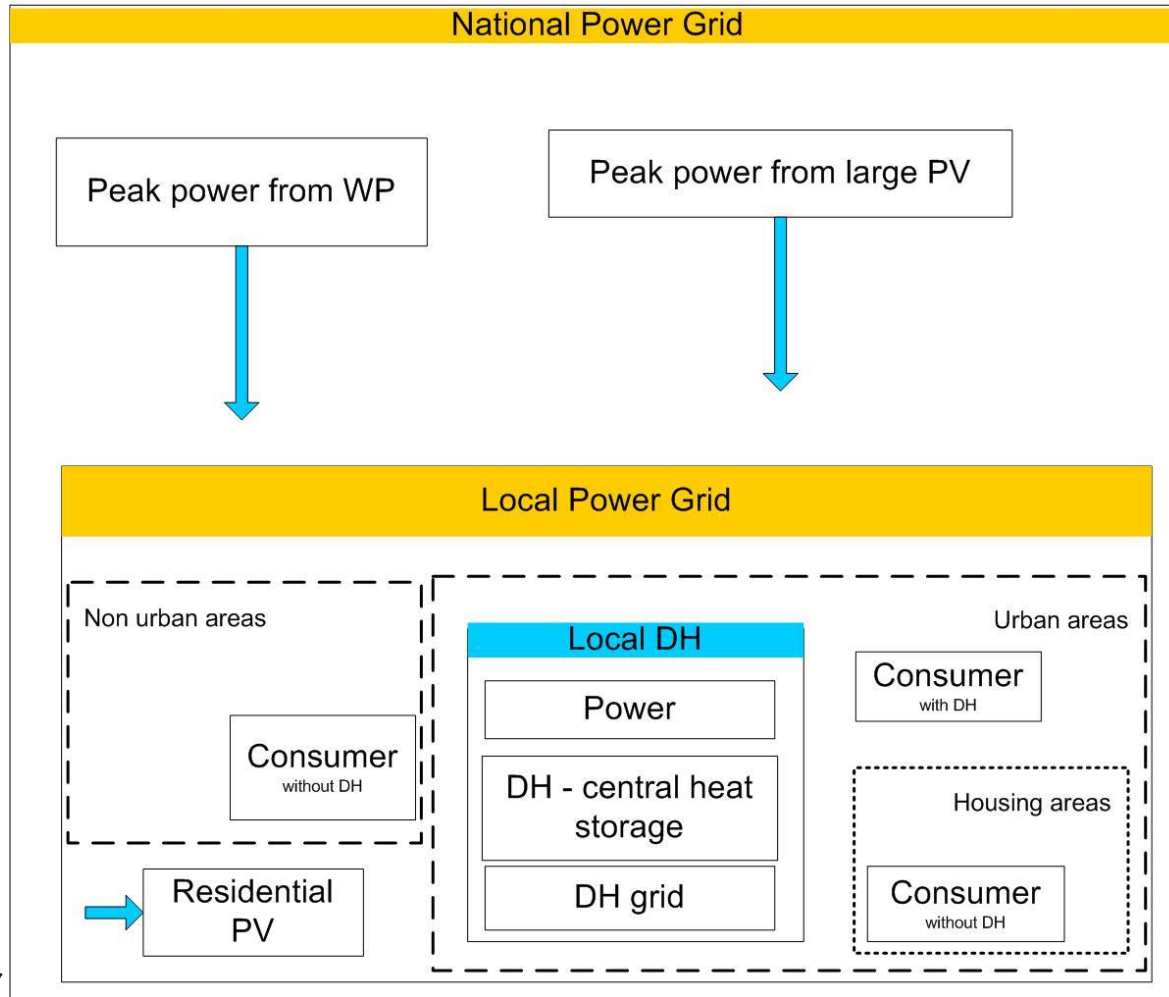 National Power Grid
Peak power from WP
Peak power from large PV
Local Power Grid
Non urban areas
Consumer
without DH
Residential
PV
Local DH
Power
DH - central heat
storage
DH grid
Urban areas
Consumer
with DH
Housing areas
Consumer
without DH